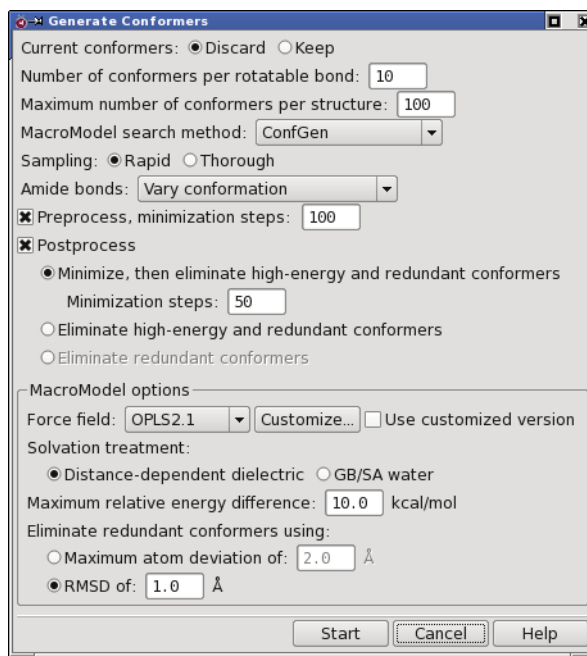 Generate Conformers
Current conformers: Discard Keep
Number of conformers per rotatable bond: 10
Maximum number of conformers per structure: 100
MacroModel search method: ConfGen
Sampling: Rapid Thorough
Amide bonds: Vary conformation
Preprocess, minimization steps: 100
Postprocess
Minimize, then eliminate high-energy and redundant conformers
Minimization steps: 50
Eliminate high-energy and redundant conformers
Eliminate redundant conformers
MacroModel options
Force field: OPLS2.1 Customize... Use customized version
Solvation treatment:
Distance-dependent dielectric GB/SA water
Maximum relative energy difference: 10.0 kcal/mol
Eliminate redundant conformers using:
Maximum atom deviation of: 2.0 Å
RMSD of: 1.0 Å
Start Cancel Help